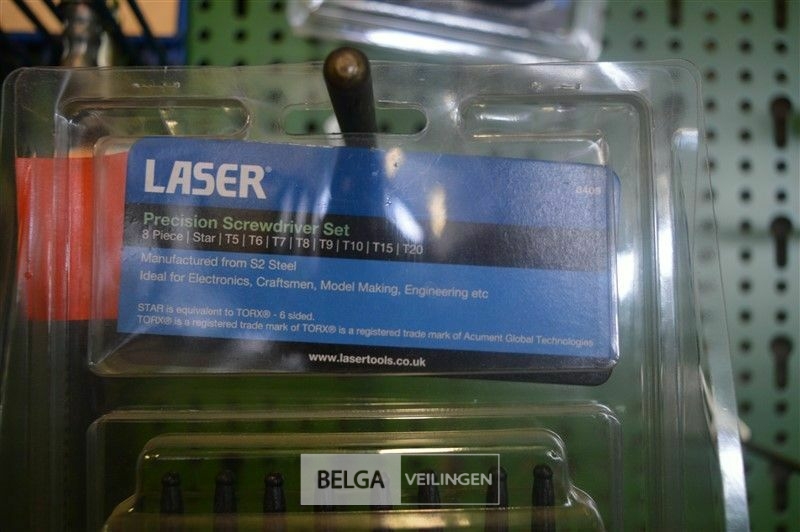 LASER®
6409
Precision Screwdriver Set
8 Piece | Star | T5 | T6 | T7 | T8 | T9 | T10 | T15 | T20
Manufactured from S2 Steel
Ideal for Electronics, Craftsmen, Model Making, Engineering etc
STAR is equivalent to TORX® - 6 sided.
TORX® is a registered trade mark of TORX® is a registered trade mark of Acument Global Technologies
www.lasertools.co.uk
BELGA VEILINGEN